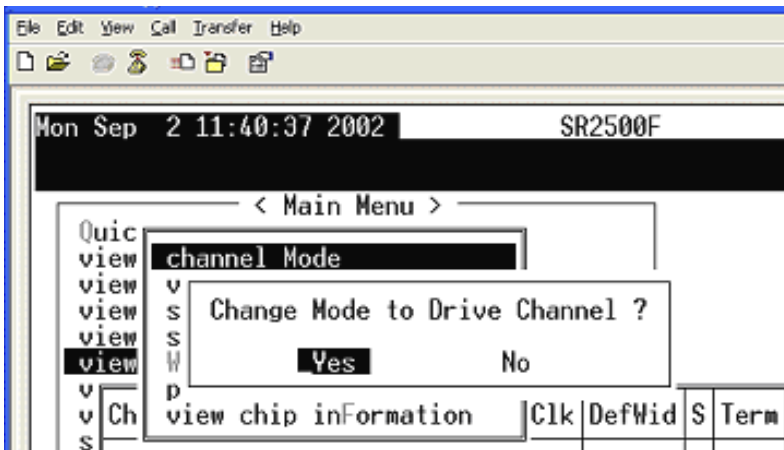 File Edit View Call Transfer Help
Mon Sep 2 11:40:37 2002 SR2500F
< Main Menu >
Quic
view channel Mode
view v
view s Change Mode to Drive Channel ?
view s
view W Yes No
v p
v Ch view chip inFormation Clk DefWid S Term
s